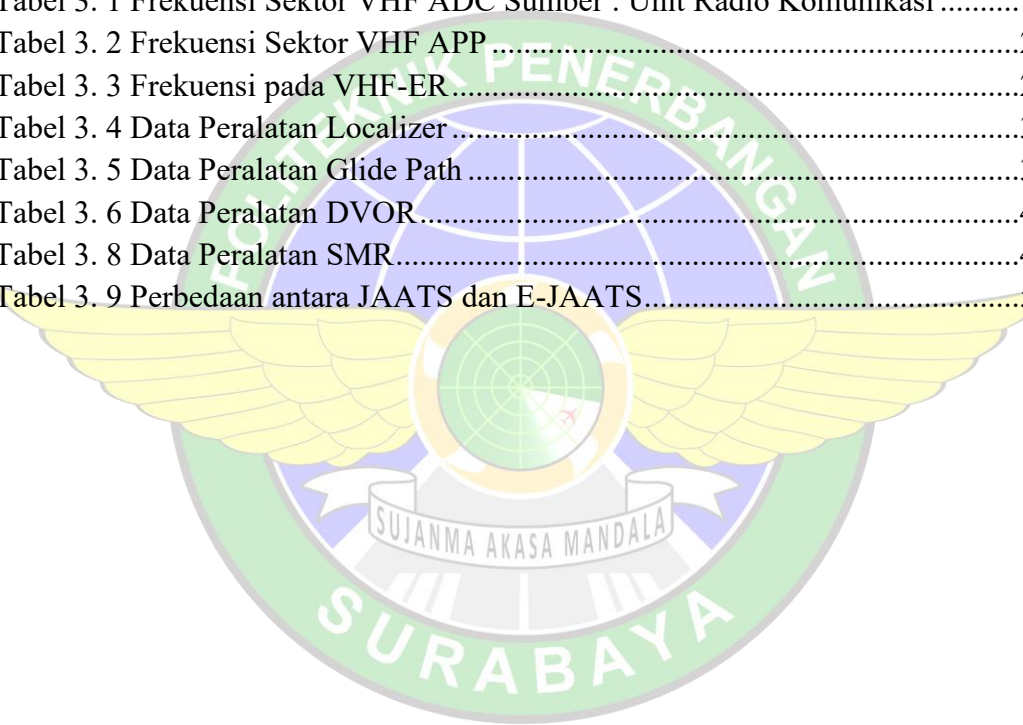 Tabel 3. 1 Frekuensi Sektor VHF ADC Sumber : Unit Radio Komunikasi ..........
Tabel 3. 2 Frekuensi Sektor VHF APP ..........
Tabel 3. 3 Frekuensi pada VHF-ER ..........
Tabel 3. 4 Data Peralatan Localizer ..........
Tabel 3. 5 Data Peralatan Glide Path ..........
Tabel 3. 6 Data Peralatan DVOR ..........
Tabel 3. 8 Data Peralatan SMR ..........
Tabel 3. 9 Perbedaan antara JAATS dan E-JAATS ..........
POLITEKNIK PENERBANGAN
SUJANMA AKASA MANDALA
SURABAYA